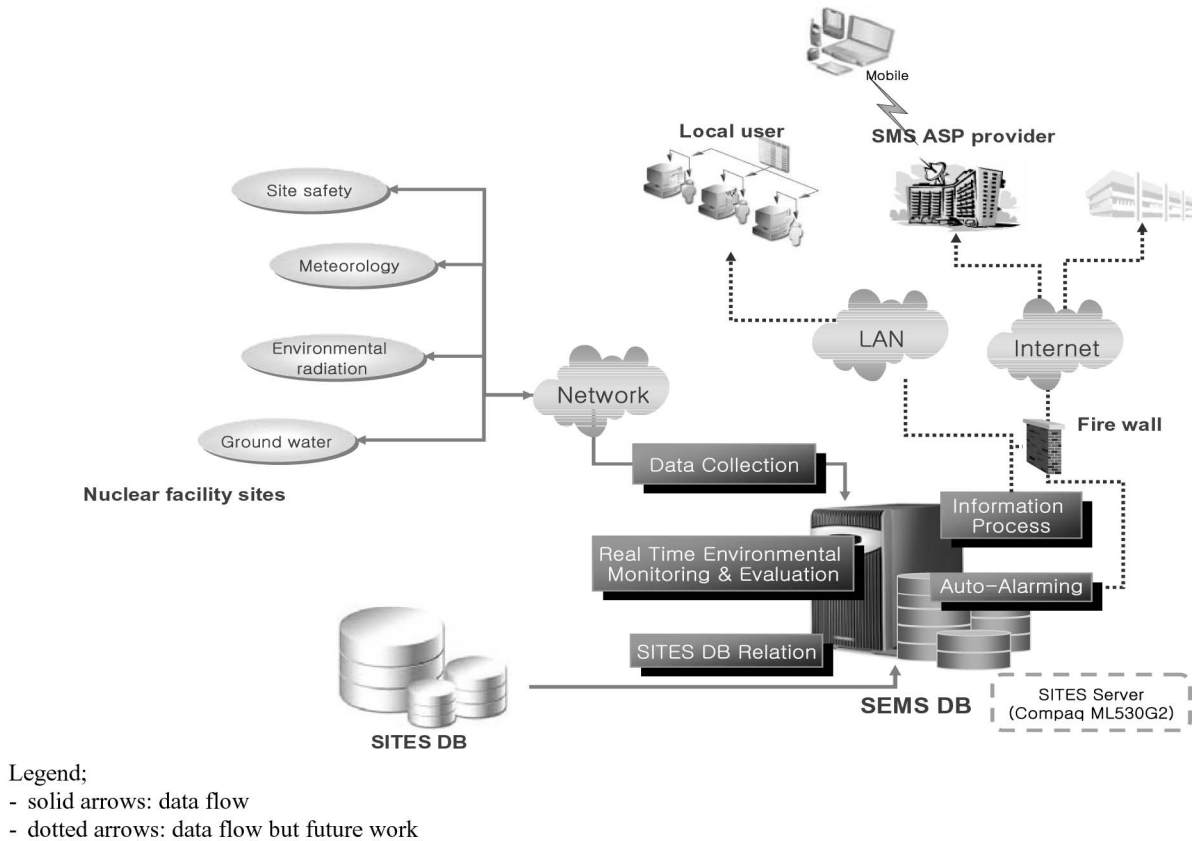 Mobile
Local user
SMS ASP provider
Site safety
Meteorology
Environmental
radiation
Ground water
Nuclear facility sites
Network
LAN
Internet
Fire wall
Data Collection
Information
Process
Real Time Environmental
Monitoring & Evaluation
Auto-Alarming
SITES DB Relation
SEMS DB
SITES Server
(Compaq ML530G2)
SITES DB
Legend;
- solid arrows: data flow
- dotted arrows: data flow but future work